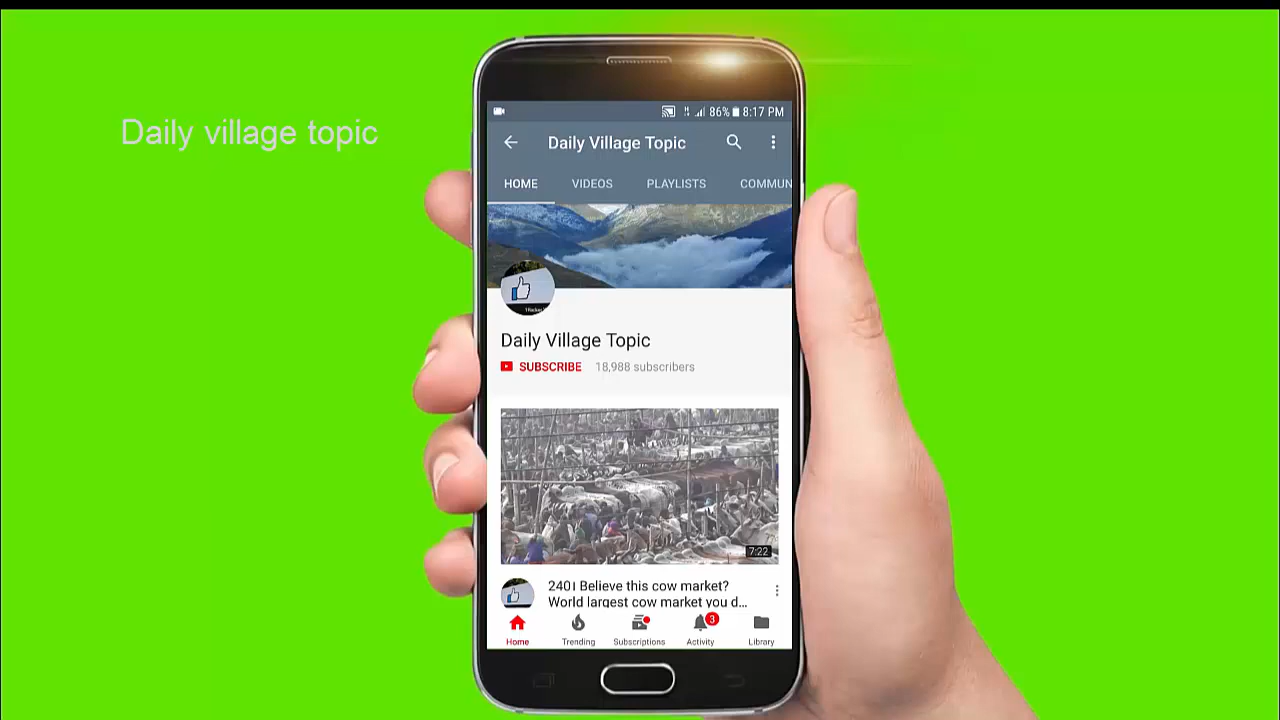 Daily village topic
86% 8:17 PM
Daily Village Topic
HOME VIDEOS PLAYLISTS COMMUN
Daily Village Topic
SUBSCRIBE 18,988 subscribers
7:22
240। Believe this cow market?
World largest cow market you d...
3
Home Trending Subscriptions Activity Library